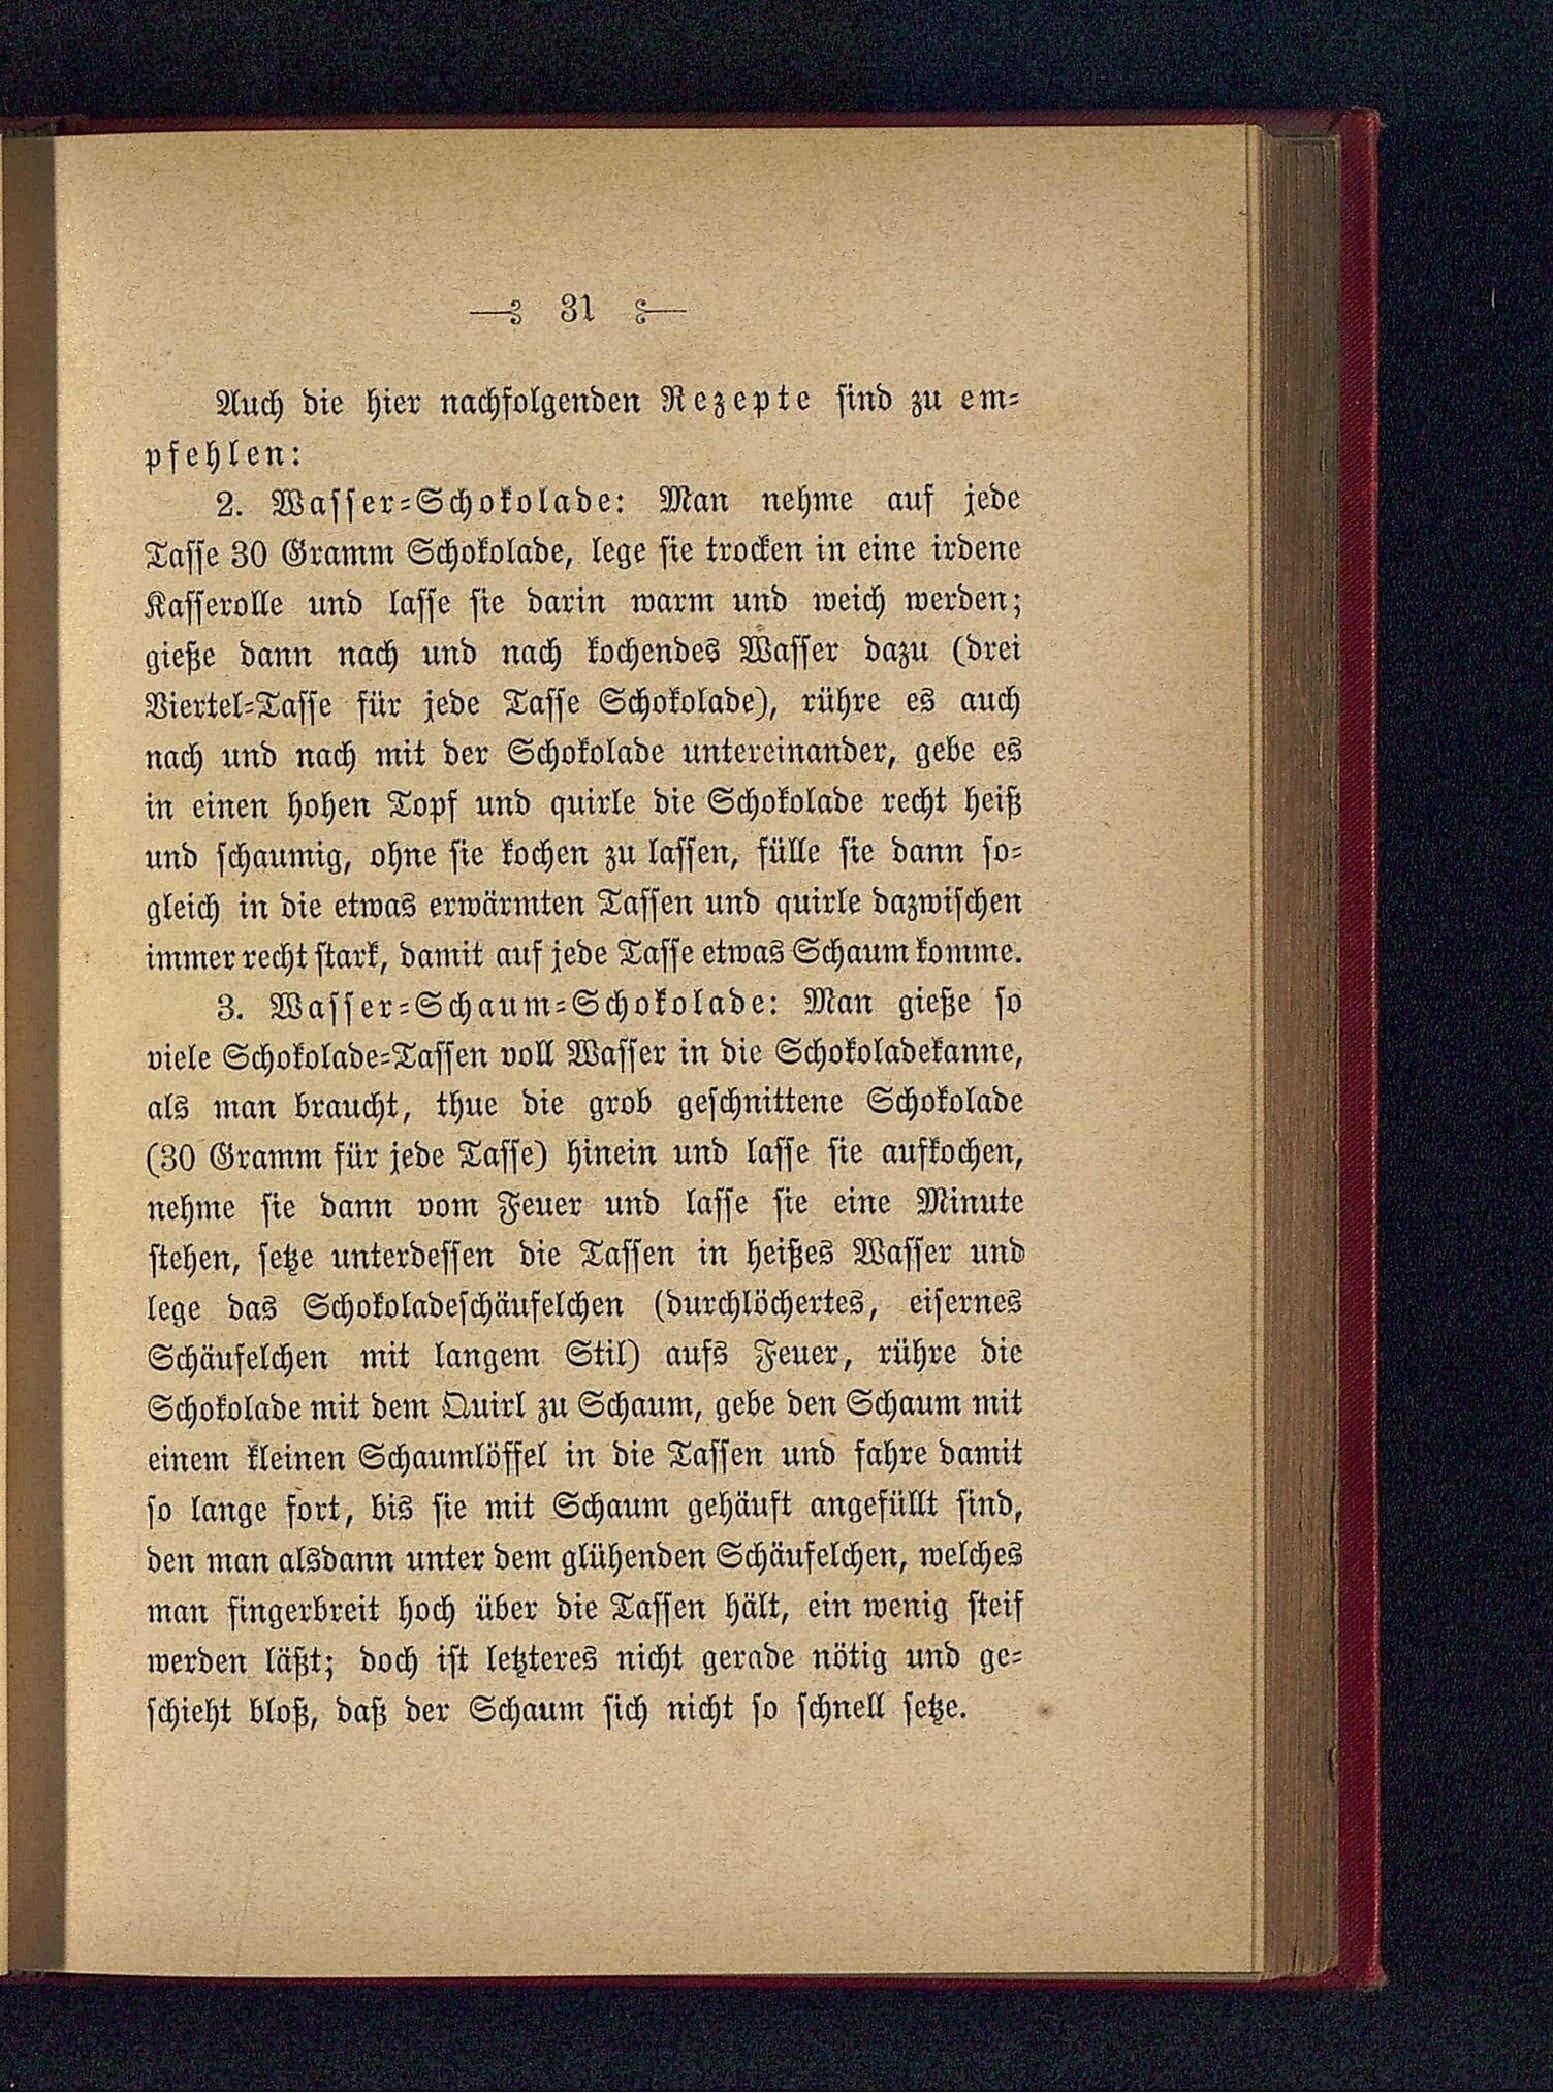 31
Auch die hier nachfolgenden Rezepte sind zu em-
pfehlen:
2. Wasser-Schokolade: Man nehme auf jede
Tasse 30 Gramm Schokolade, lege sie trocken in eine irdene
Kasserolle und lasse sie darin warm und weich werden;
gieße dann nach und nach kochendes Wasser dazu (drei
Viertel-Tasse für jede Tasse Schokolade), rühre es auch
nach und nach mit der Schokolade untereinander, gebe es
in einen hohen Topf und quirle die Schokolade recht heiß
und schaumig, ohne sie kochen zu lassen, fülle sie dann so-
gleich in die etwas erwärmten Tassen und quirle dazwischen
immer recht stark, damit auf jede Tasse etwas Schaum komme.
3. Wasser-Schaum-Schokolade: Man gieße so
viele Schokolade-Tassen voll Wasser in die Schokoladekanne,
als man braucht, thue die grob geschnittene Schokolade
(30 Gramm für jede Tasse) hinein und lasse sie aufkochen,
nehme sie dann vom Feuer und lasse sie eine Minute
stehen, setze unterdessen die Tassen in heißes Wasser und
lege das Schokoladeschäufelchen (durchlöchertes, eisernes
Schäufelchen mit langem Stil) aufs Feuer, rühre die
Schokolade mit dem Quirl zu Schaum, gebe den Schaum mit
einem kleinen Schaumlöffel in die Tassen und fahre damit
so lange fort, bis sie mit Schaum gehäuft angefüllt sind,
den man alsdann unter dem glühenden Schäufelchen, welches
man fingerbreit hoch über die Tassen hält, ein wenig steif
werden läßt; doch ist letzteres nicht gerade nötig und ge-
schieht bloß, daß der Schaum sich nicht so schnell setze.